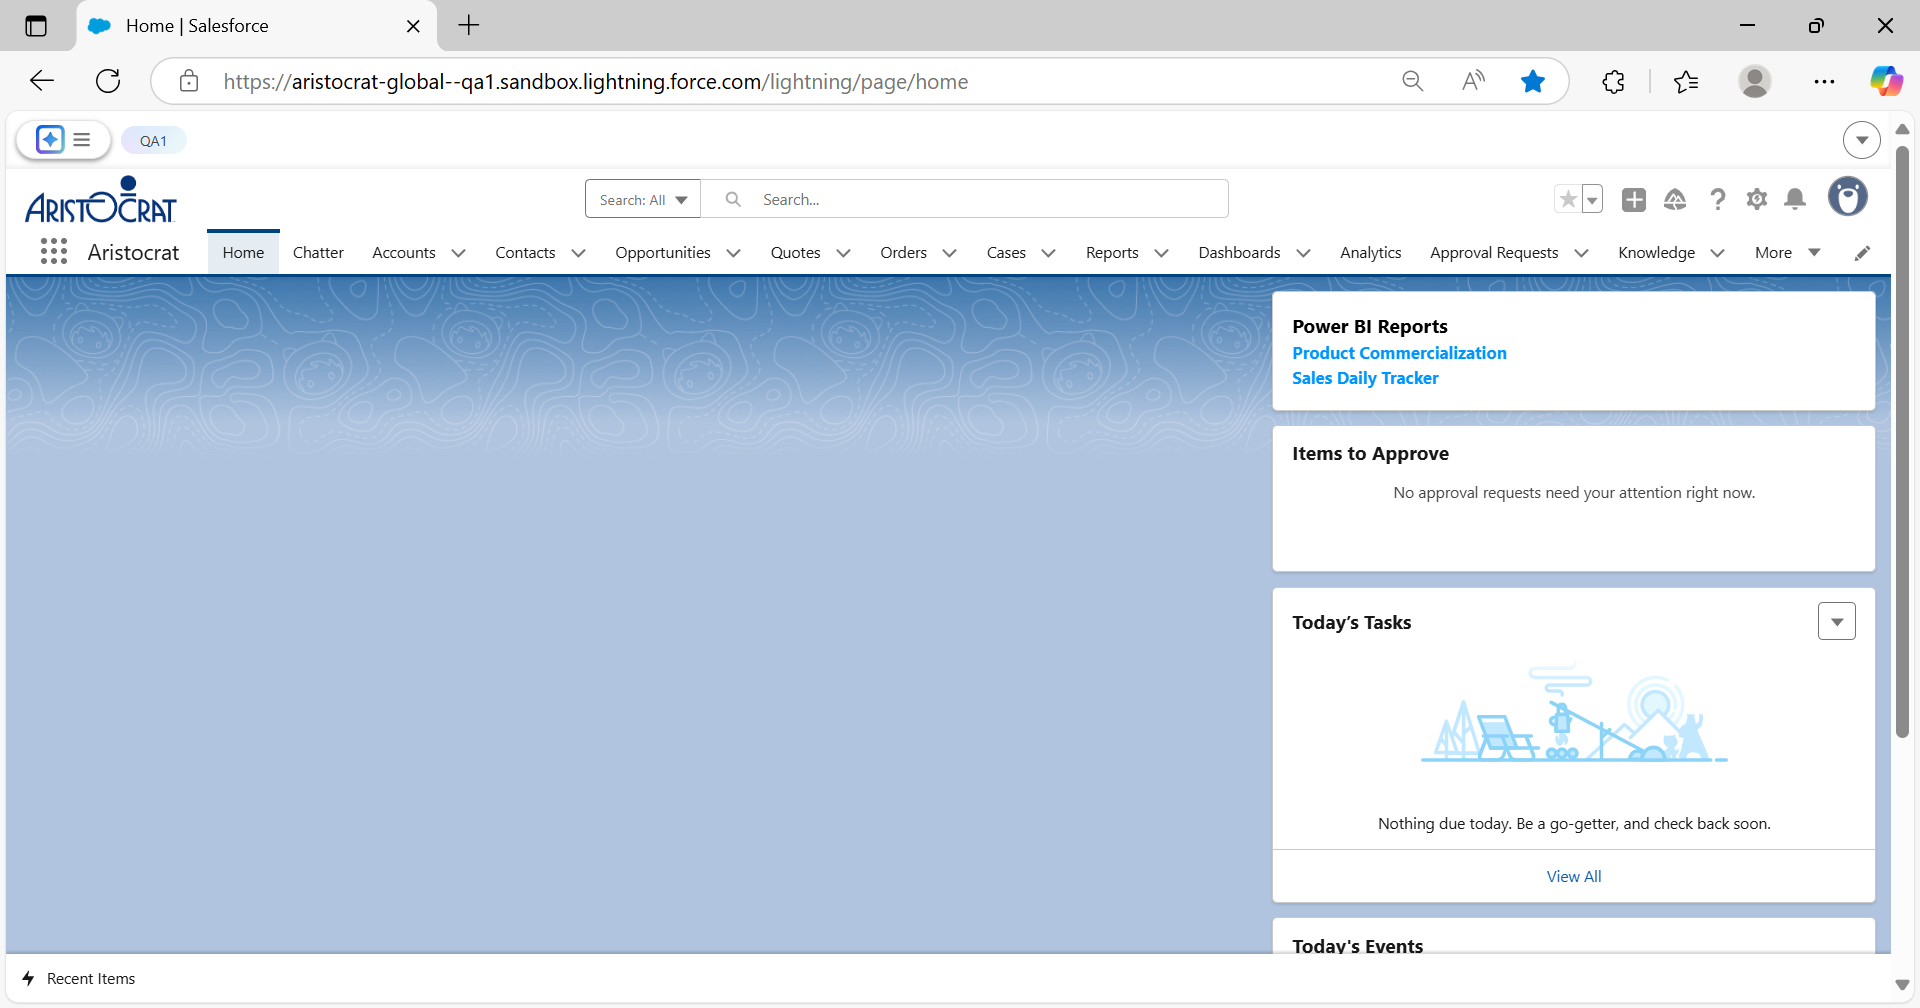 Home | Salesforce
https://aristocrat-global--qa1.sandbox.lightning.force.com/lightning/page/home
QA1
ARISTOCRAT
Search: All
Search...
Aristocrat
Home
Chatter
Accounts
Contacts
Opportunities
Quotes
Orders
Cases
Reports
Dashboards
Analytics
Approval Requests
Knowledge
More
Power BI Reports
Product Commercialization
Sales Daily Tracker
Items to Approve
No approval requests need your attention right now.
Today’s Tasks
Nothing due today. Be a go-getter, and check back soon.
View All
Today's Events
Recent Items